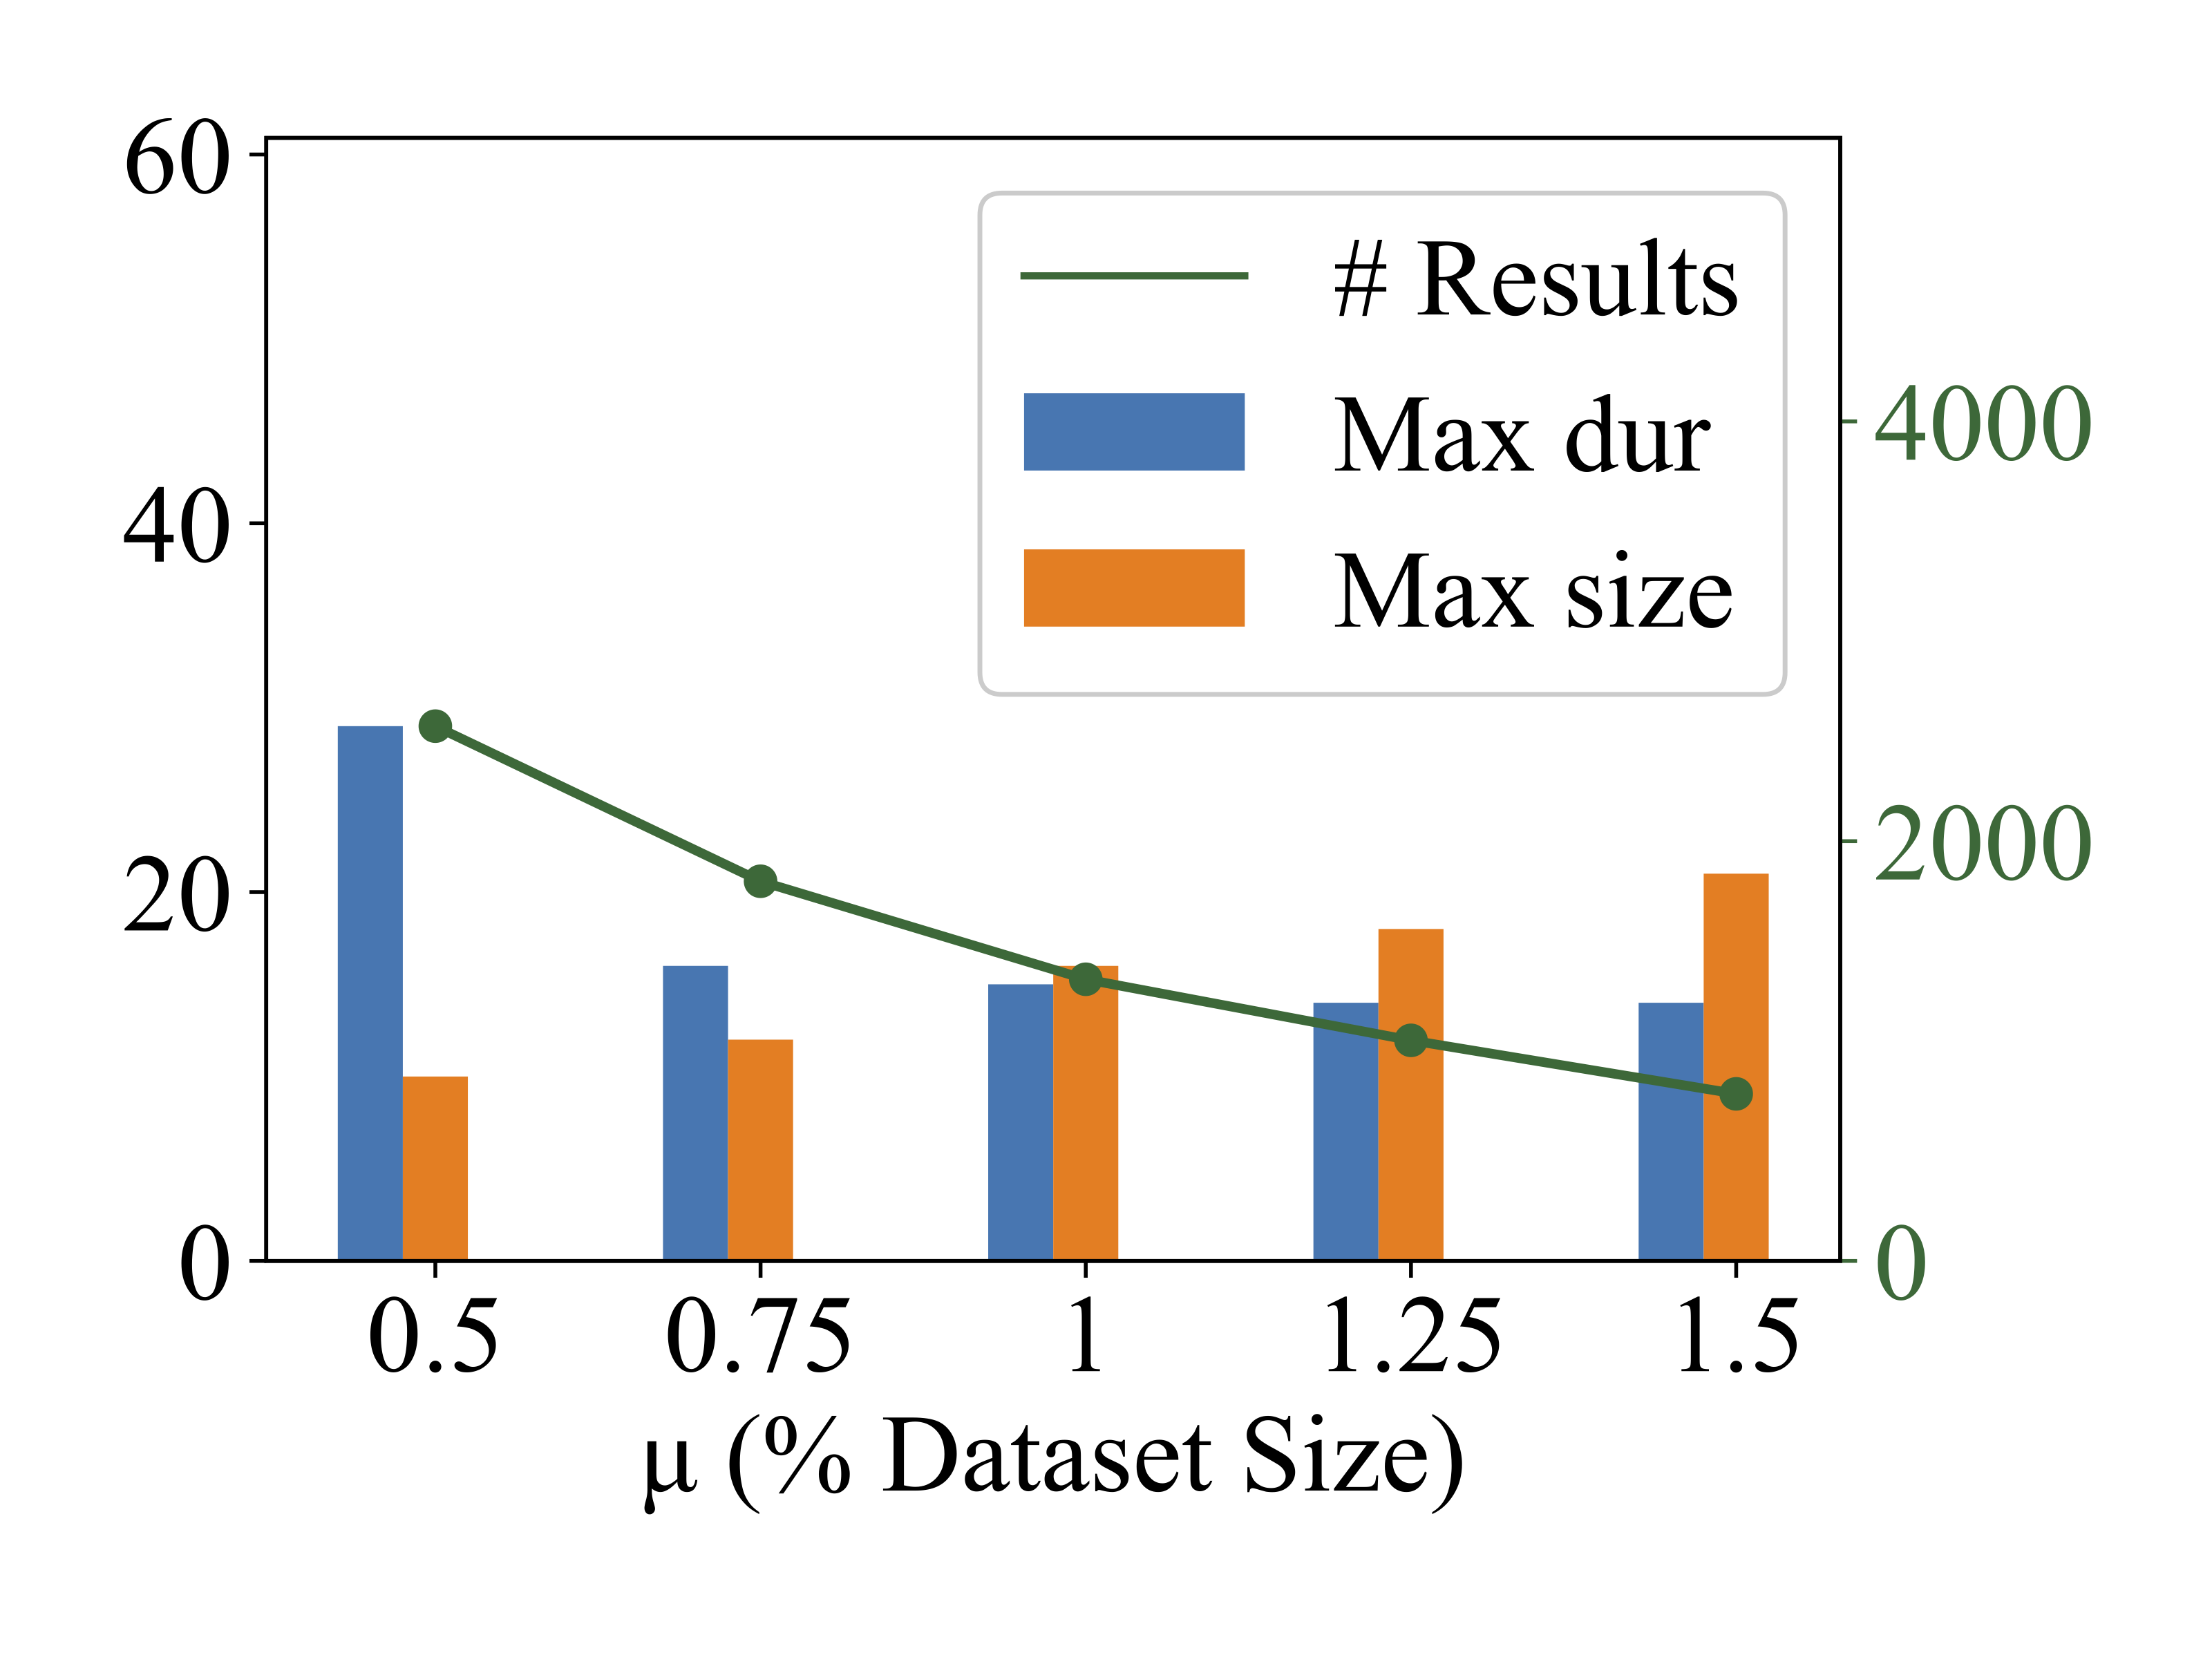 60
40
20
0
# Results
Max dur
Max size
4000
2000
0
0.5 0.75 1 1.25 1.5
μ (% Dataset Size)